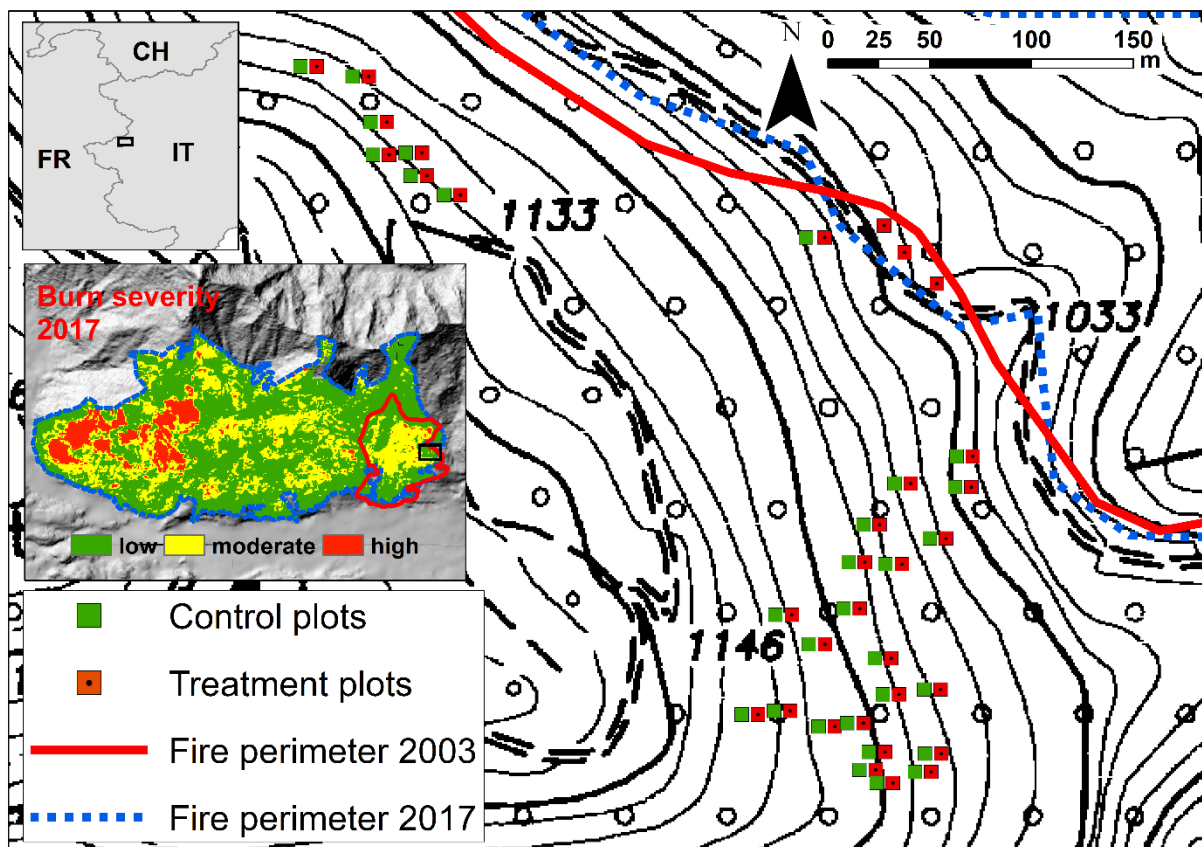 CH
FR
IT
N
0 25 50 100 150
m
1133
1033
Burn severity
2017
low moderate high
1146
Control plots
Treatment plots
Fire perimeter 2003
Fire perimeter 2017